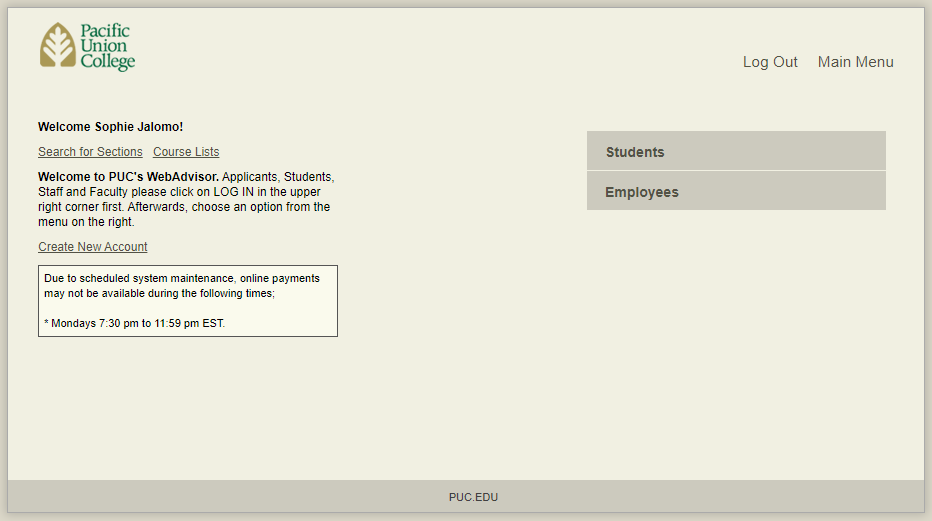 Pacific
Union
College
Log Out Main Menu
Welcome Sophie Jalomo!
Search for Sections Course Lists
Welcome to PUC's WebAdvisor. Applicants, Students,
Staff and Faculty please click on LOG IN in the upper
right corner first. Afterwards, choose an option from the
menu on the right.
Create New Account
Due to scheduled system maintenance, online payments
may not be available during the following times;
* Mondays 7:30 pm to 11:59 pm EST.
Students
Employees
PUC.EDU